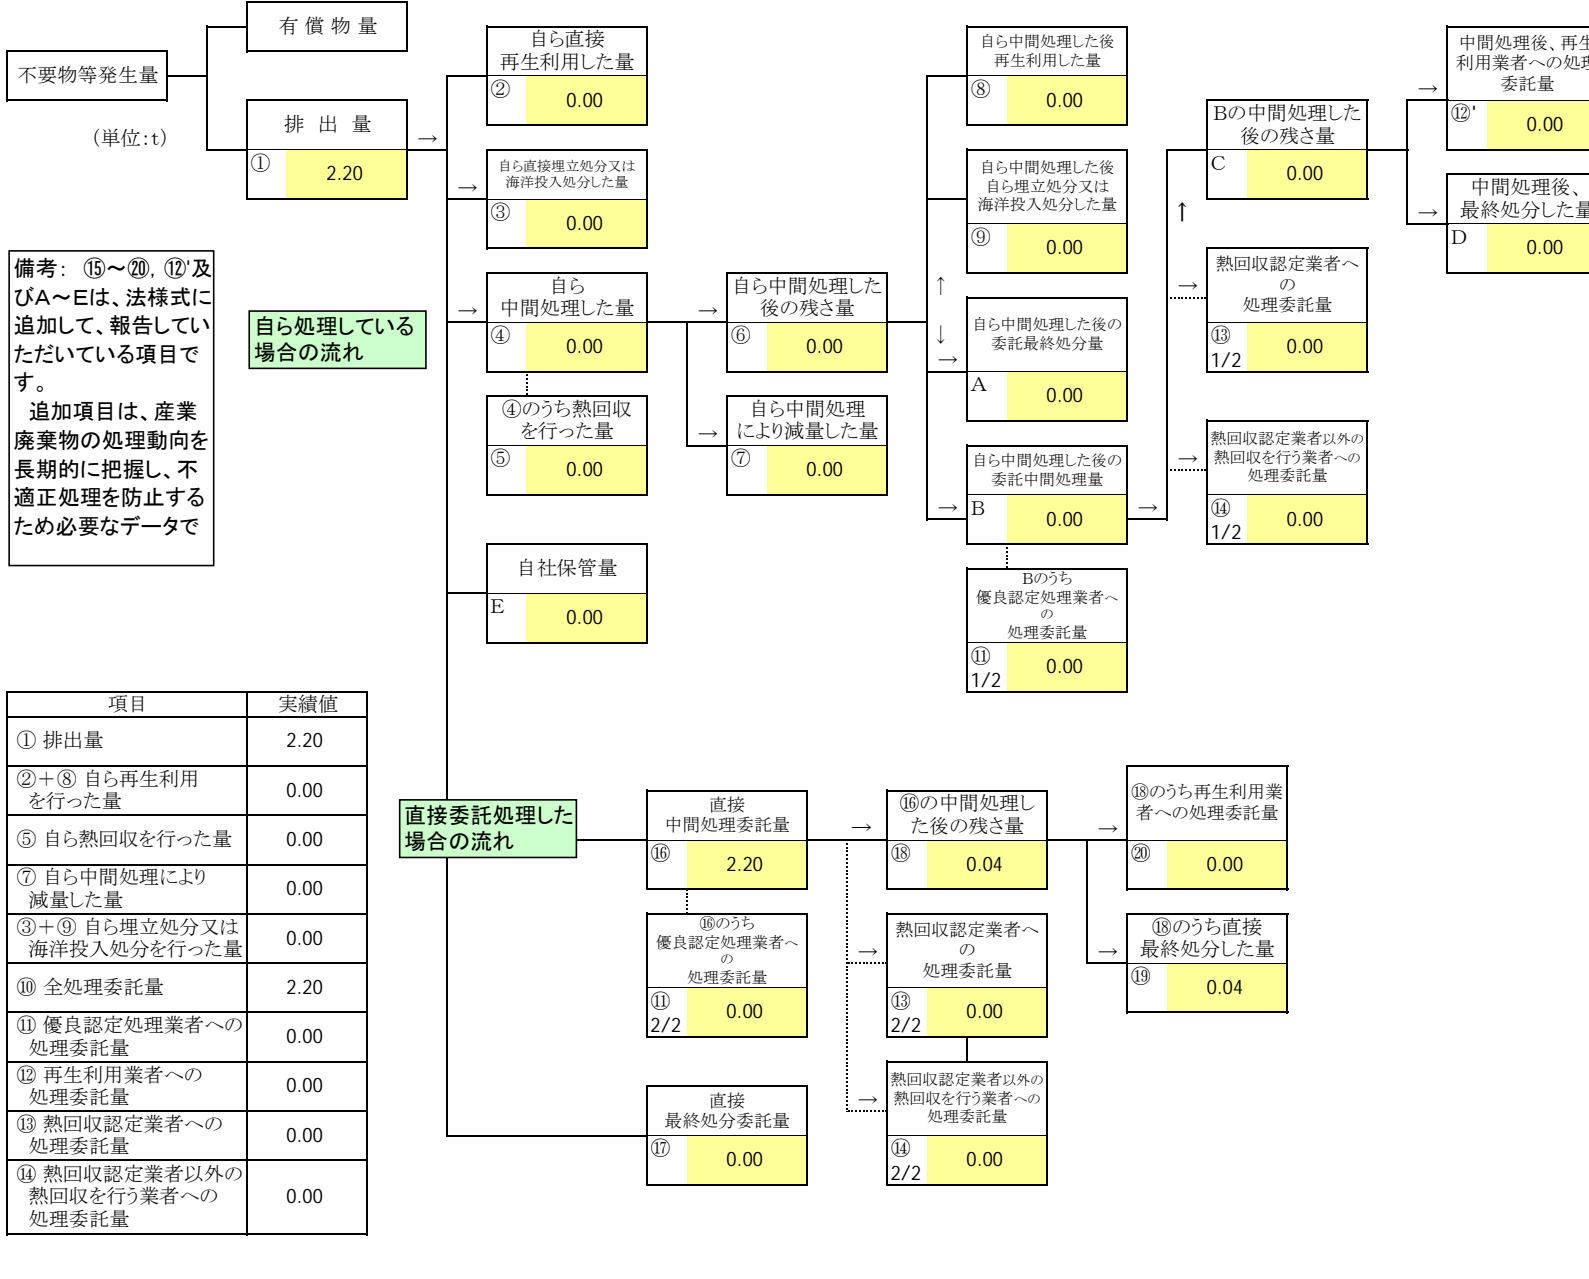 有 償 物 量
不要物等発生量
（単位：t）
排 出 量
①
2.20
→
自ら直接
再生利用した量
②
0.00
自ら直接埋立処分又は
海洋投入処分した量
→
③
0.00
自ら
中間処理した量
→
④
0.00
④のうち熱回収
を行った量
⑤
0.00
自社保管量
E
0.00
自ら中間処理した
後の残さ量
→
⑥
0.00
自ら中間処理
により減量した量
→
⑦
0.00
自ら中間処理した後
再生利用した量
⑧
0.00
自ら中間処理した後
自ら埋立処分又は
海洋投入処分した量
⑨
0.00
↑
↓
→
自ら中間処理した後の
委託最終処分量
A
0.00
自ら中間処理した後の
委託中間処理量
→
B
0.00
→
Bのうち
優良認定処理業者へ
の
処理委託量
⑪
1/2
0.00
Bの中間処理した
後の残さ量
C
0.00
↑
熱回収認定業者へ
の
処理委託量
→
⑬
1/2
0.00
熱回収認定業者以外の
熱回収を行う業者への
処理委託量
→
⑭
1/2
0.00
中間処理後、再生
利用業者への処理
委託量
→
⑫'
0.00
中間処理後、
最終処分した量
→
D
0.00
備考：　⑮～⑳，⑫'及
びA～Eは、法様式に
追加して、報告してい
ただいている項目で
す。
追加項目は、産業
廃棄物の処理動向を
長期的に把握し、不
適正処理を防止する
ため必要なデータで
自ら処理している
場合の流れ
項目　実績値
① 排出量　2.20
②＋⑧ 自ら再生利用
を行った量　0.00
⑤ 自ら熱回収を行った量　0.00
⑦ 自ら中間処理により
減量した量　0.00
③＋⑨ 自ら埋立処分又は
海洋投入処分を行った量　0.00
⑩ 全処理委託量　2.20
⑪ 優良認定処理業者への
処理委託量　0.00
⑫ 再生利用業者への
処理委託量　0.00
⑬ 熱回収認定業者への
処理委託量　0.00
⑭ 熱回収認定業者以外の
熱回収を行う業者への
処理委託量　0.00
直接委託処理した
場合の流れ
直接
中間処理委託量
⑯
2.20
→
⑯のうち
優良認定処理業者へ
の
処理委託量
⑪
2/2
0.00
直接
最終処分委託量
⑰
0.00
⑯の中間処理し
た後の残さ量
⑱
0.04
→
熱回収認定業者へ
の
処理委託量
→
⑬
2/2
0.00
熱回収認定業者以外の
熱回収を行う業者への
処理委託量
→
⑭
2/2
0.00
⑱のうち再生利用業
者への処理委託量
⑳
0.00
⑱のうち直接
最終処分した量
→
⑲
0.04